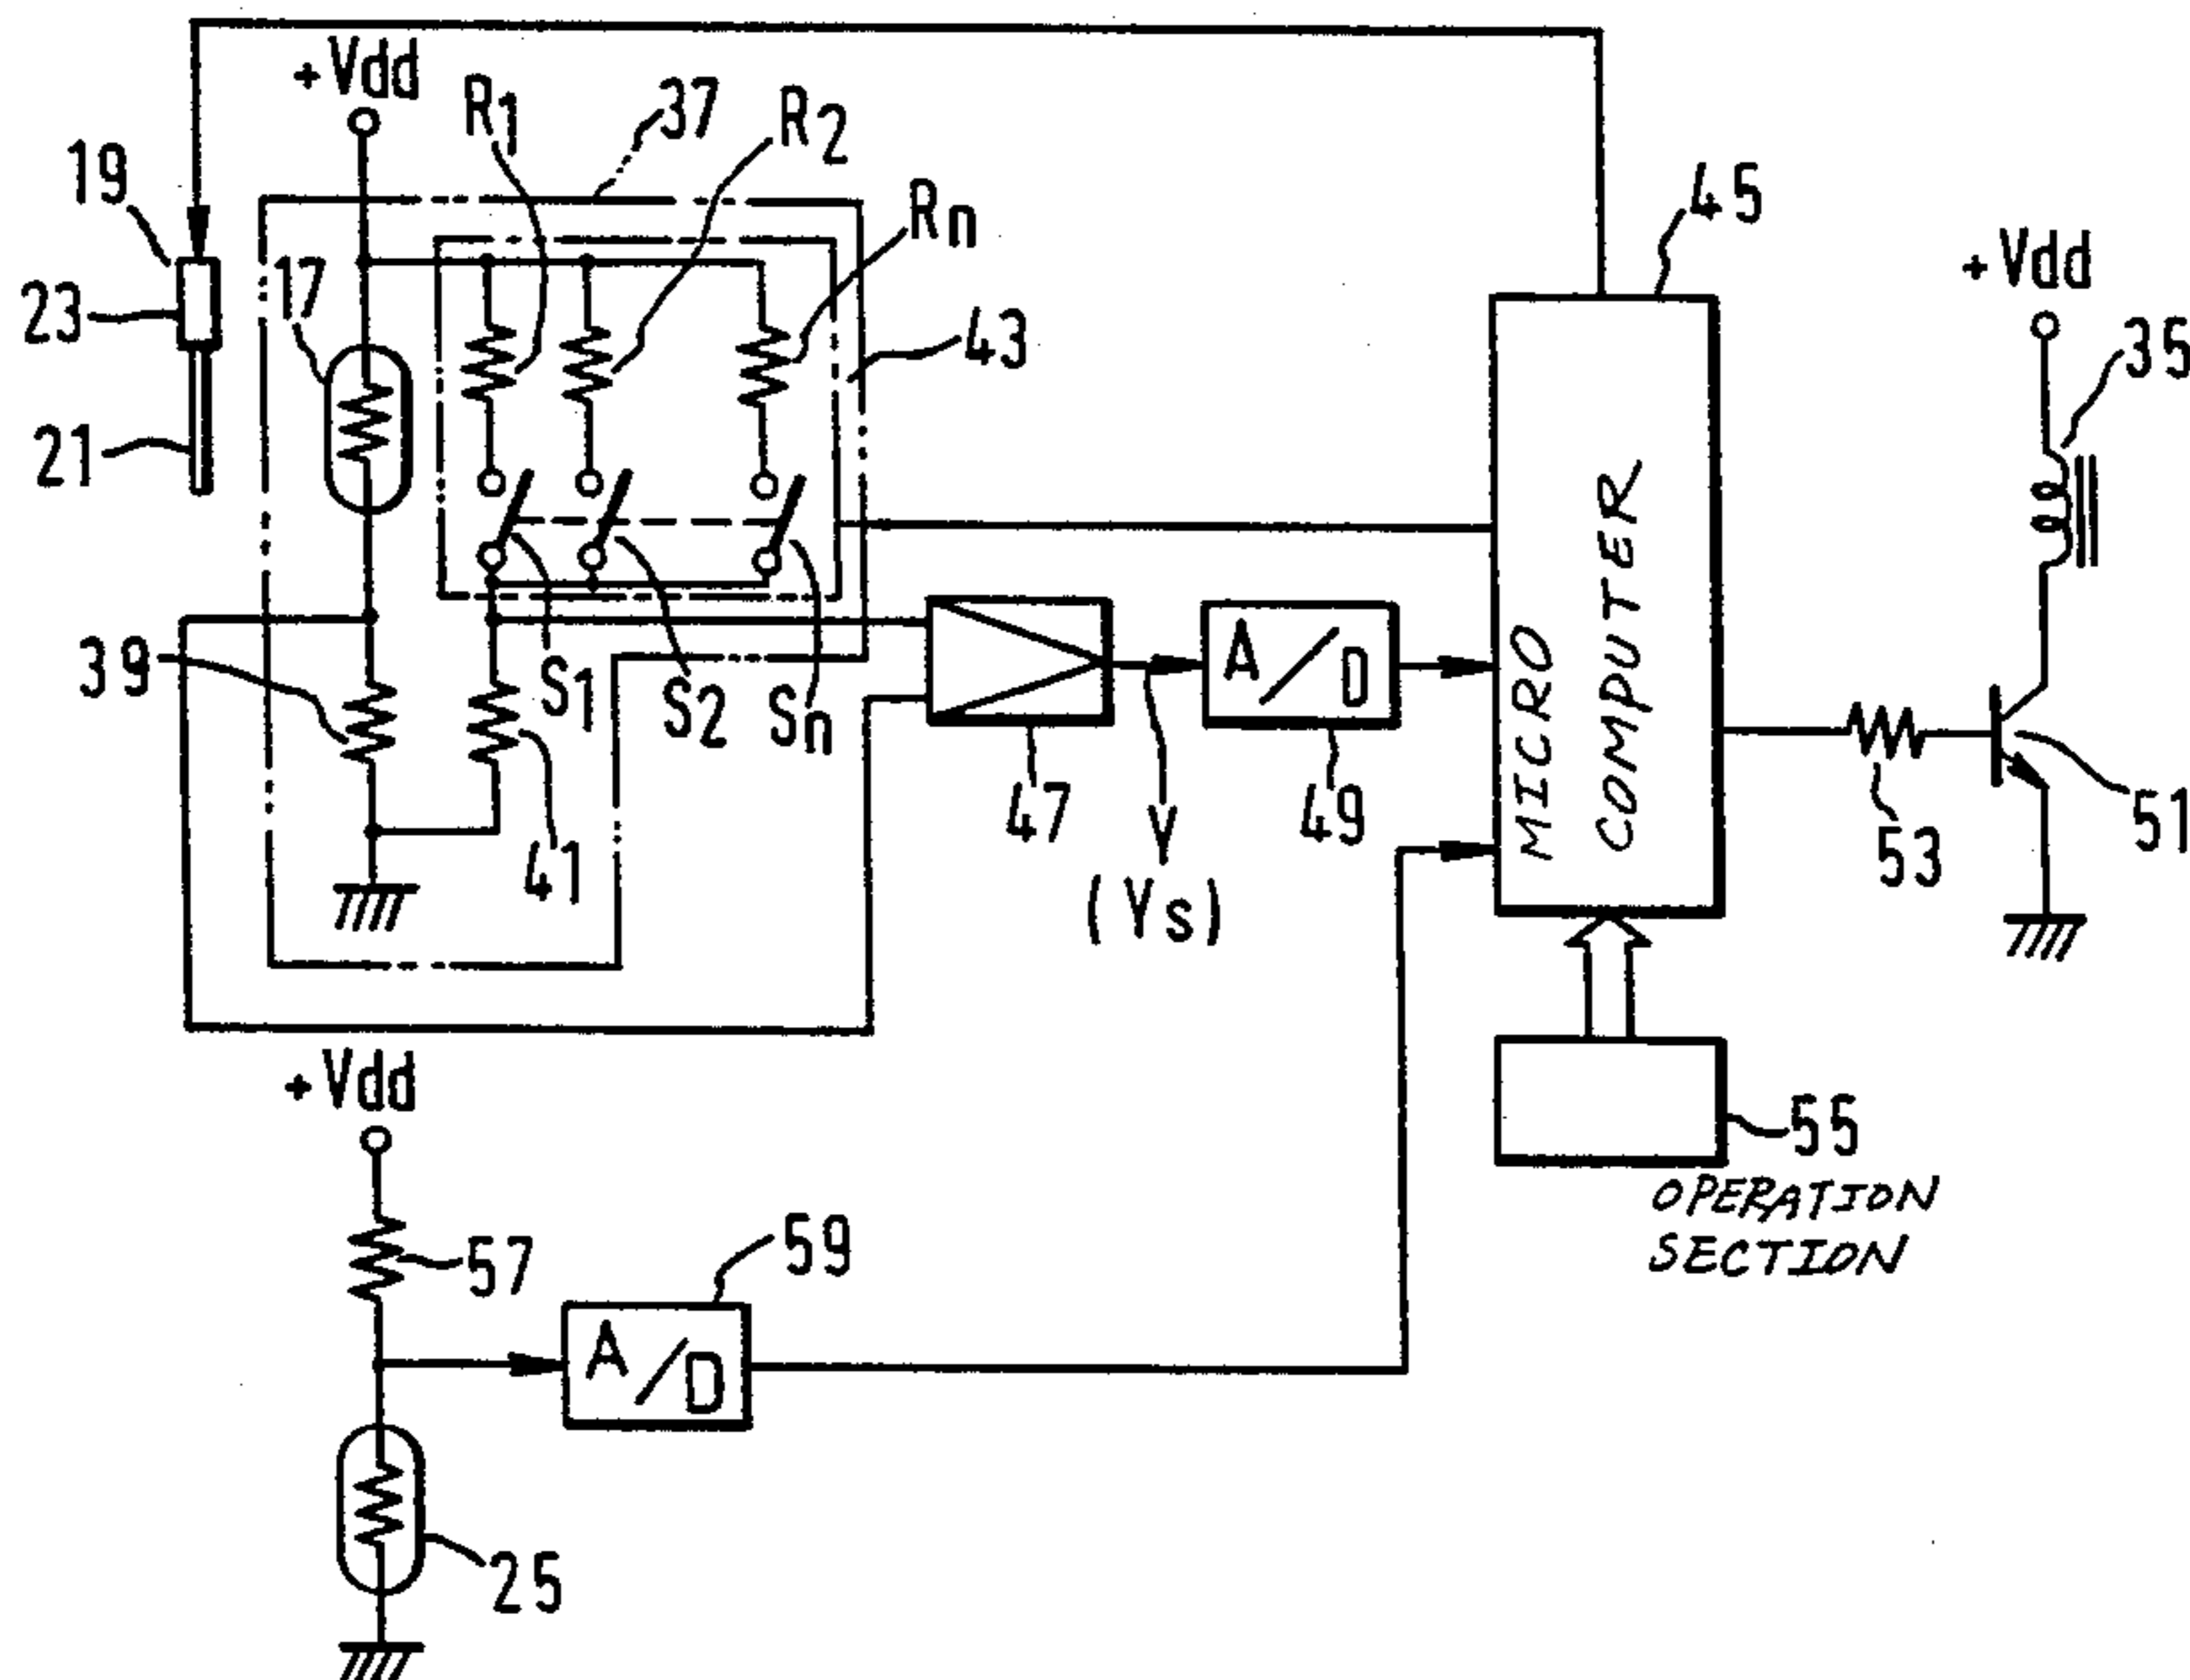 +Vdd
R1
37
R2
19
Rn
45
+Vdd
17
23
43
35
21
39
S1
S2
Sn
A/D
MICRO
COMPUTER
47
V
(Vs)
49
53
51
41
+Vdd
55
OPERATION
SECTION
57
59
A/D
25